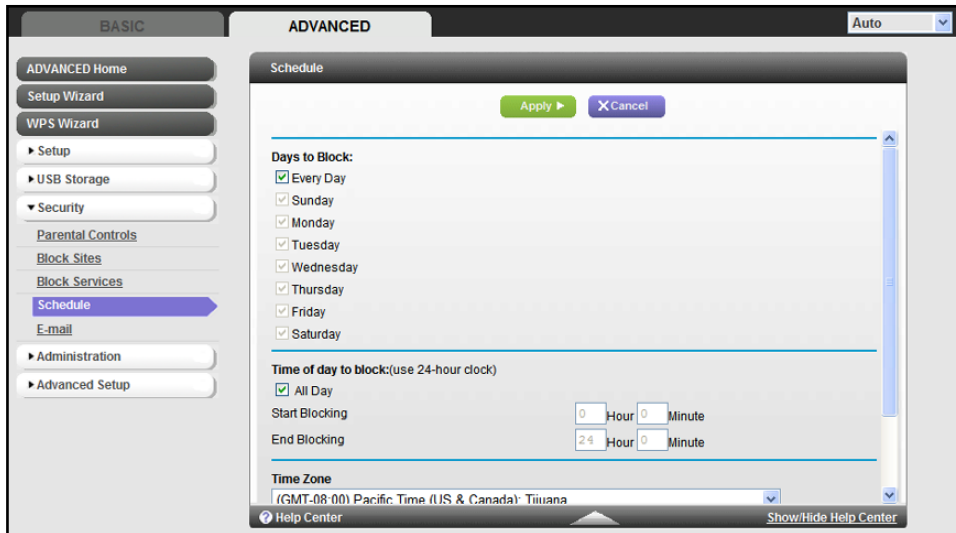 BASIC
ADVANCED
Auto
ADVANCED Home
Setup Wizard
WPS Wizard
Setup
USB Storage
Security
Parental Controls
Block Sites
Block Services
Schedule
E-mail
Administration
Advanced Setup
Schedule
Apply
Cancel
Days to Block:
Every Day
Sunday
Monday
Tuesday
Wednesday
Thursday
Friday
Saturday
Time of day to block:(use 24-hour clock)
All Day
Start Blocking 0 Hour 0 Minute
End Blocking 24 Hour 0 Minute
Time Zone
(GMT-08:00) Pacific Time (US & Canada); Tijuana
? Help Center
Show/Hide Help Center